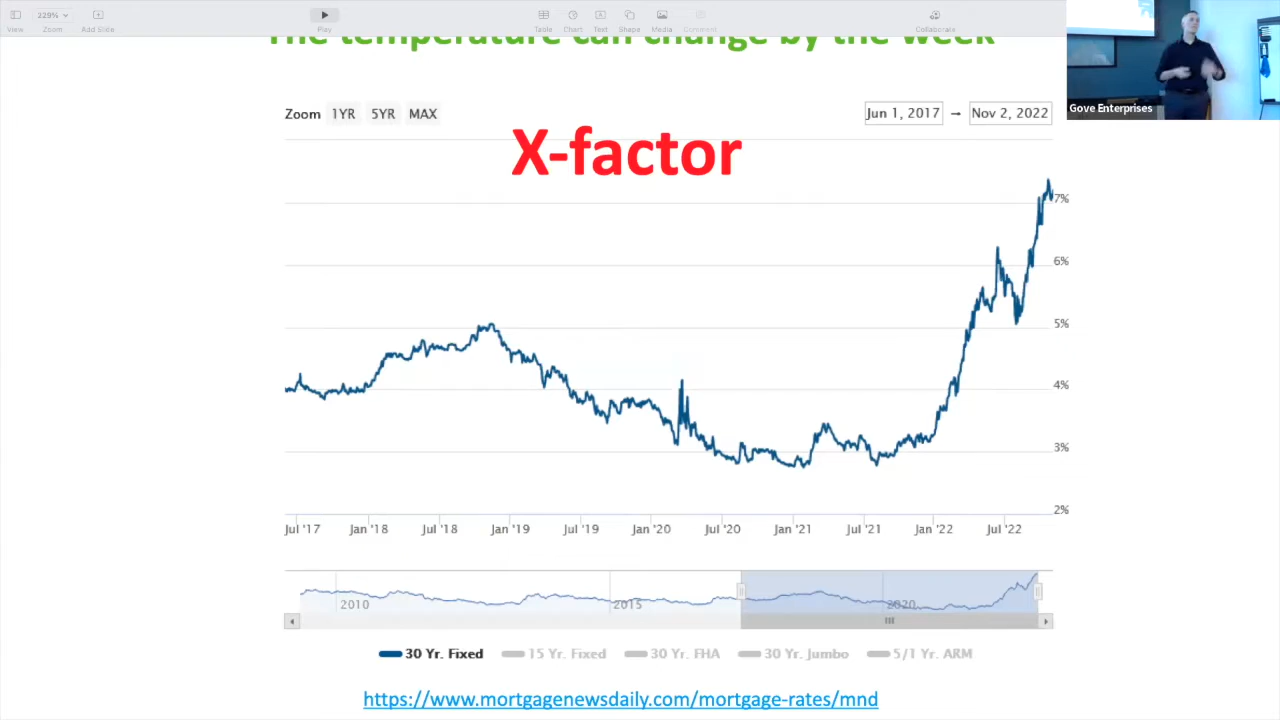 229%
View
Zoom
Add Slide
Play
Table
Chart
Text
Shape
Media
Comment
Collaborate
Gove Enterprises
The temperature can change by the week
Zoom 1YR 5YR MAX
Jun 1, 2017 → Nov 2, 2022
X-factor
7%
6%
5%
4%
3%
2%
Jul '17 Jan '18 Jul '18 Jan '19 Jul '19 Jan '20 Jul '20 Jan '21 Jul '21 Jan '22 Jul '22
2010 2015 2020
30 Yr. Fixed 15 Yr. Fixed 30 Yr. FHA 30 Yr. Jumbo 5/1 Yr. ARM
https://www.mortgagenewsdaily.com/mortgage-rates/mnd